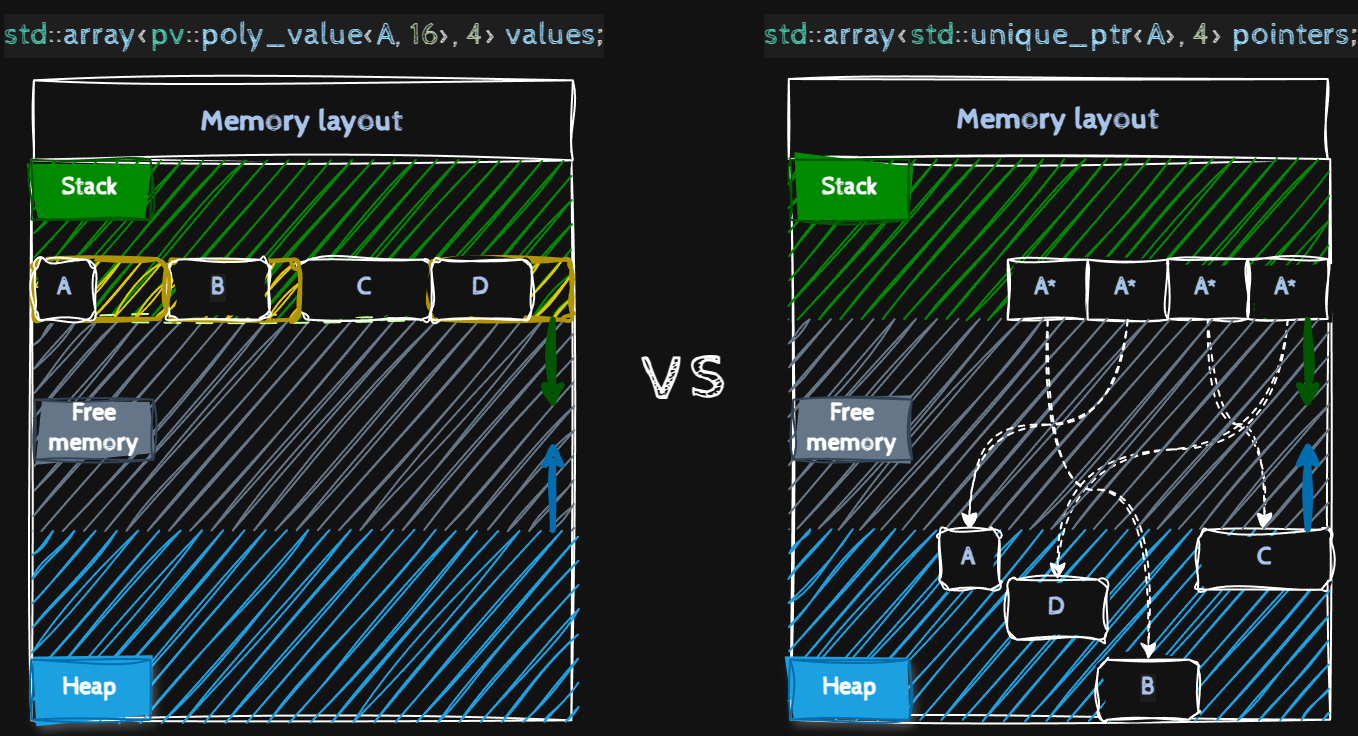 std::array<pv::poly_value<A, 16>, 4> values;
Memory layout
Stack
A B C D
Free
memory
Heap
vs
std::array<std::unique_ptr<A>, 4> pointers;
Memory layout
Stack
A* A* A* A*
Free
memory
A
C
D
Heap
B